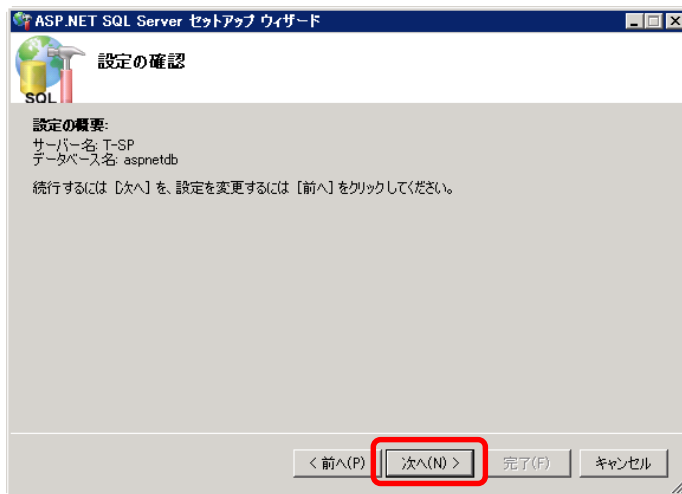 ASP.NET SQL Server セットアップ ウィザード
設定の確認
SQL
設定の概要:
サーバー名: T-SP
データベース名: aspnetdb
続行するには [次へ] を、設定を変更するには [前へ] をクリックしてください。
< 前へ(P) 次へ(N) > 完了(F) キャンセル